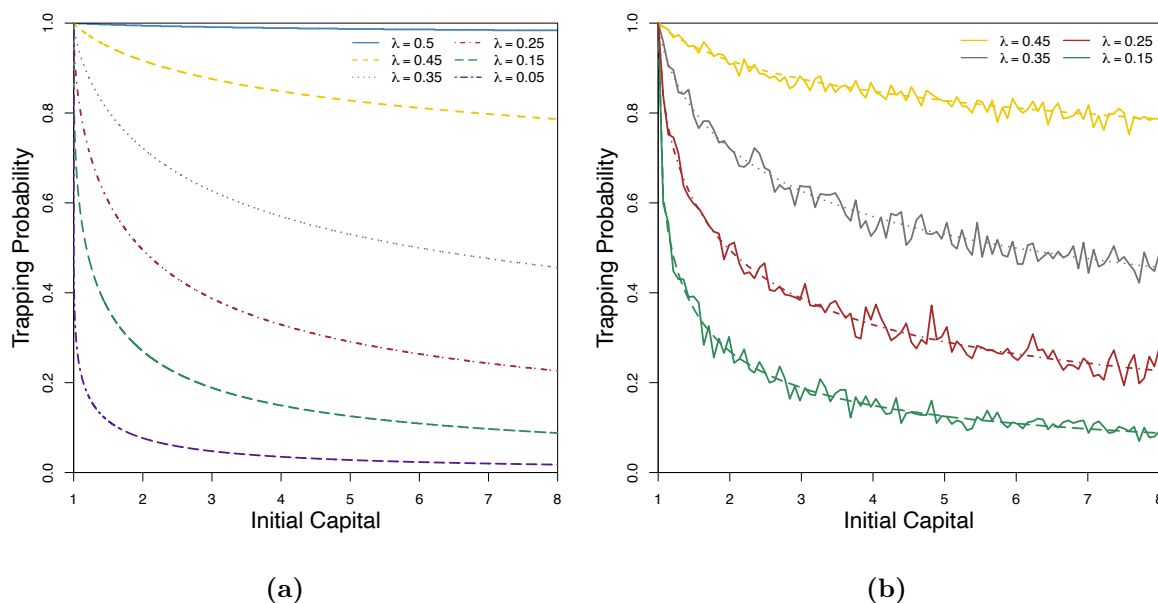 λ = 0.5
λ = 0.45
λ = 0.35
λ = 0.25
λ = 0.15
λ = 0.05
Trapping Probability
0.0 0.2 0.4 0.6 0.8 1.0
1 2 3 4 5 6 7 8
Initial Capital
(a)
λ = 0.45
λ = 0.35
λ = 0.25
λ = 0.15
Trapping Probability
0.0 0.2 0.4 0.6 0.8 1.0
1 2 3 4 5 6 7 8
Initial Capital
(b)